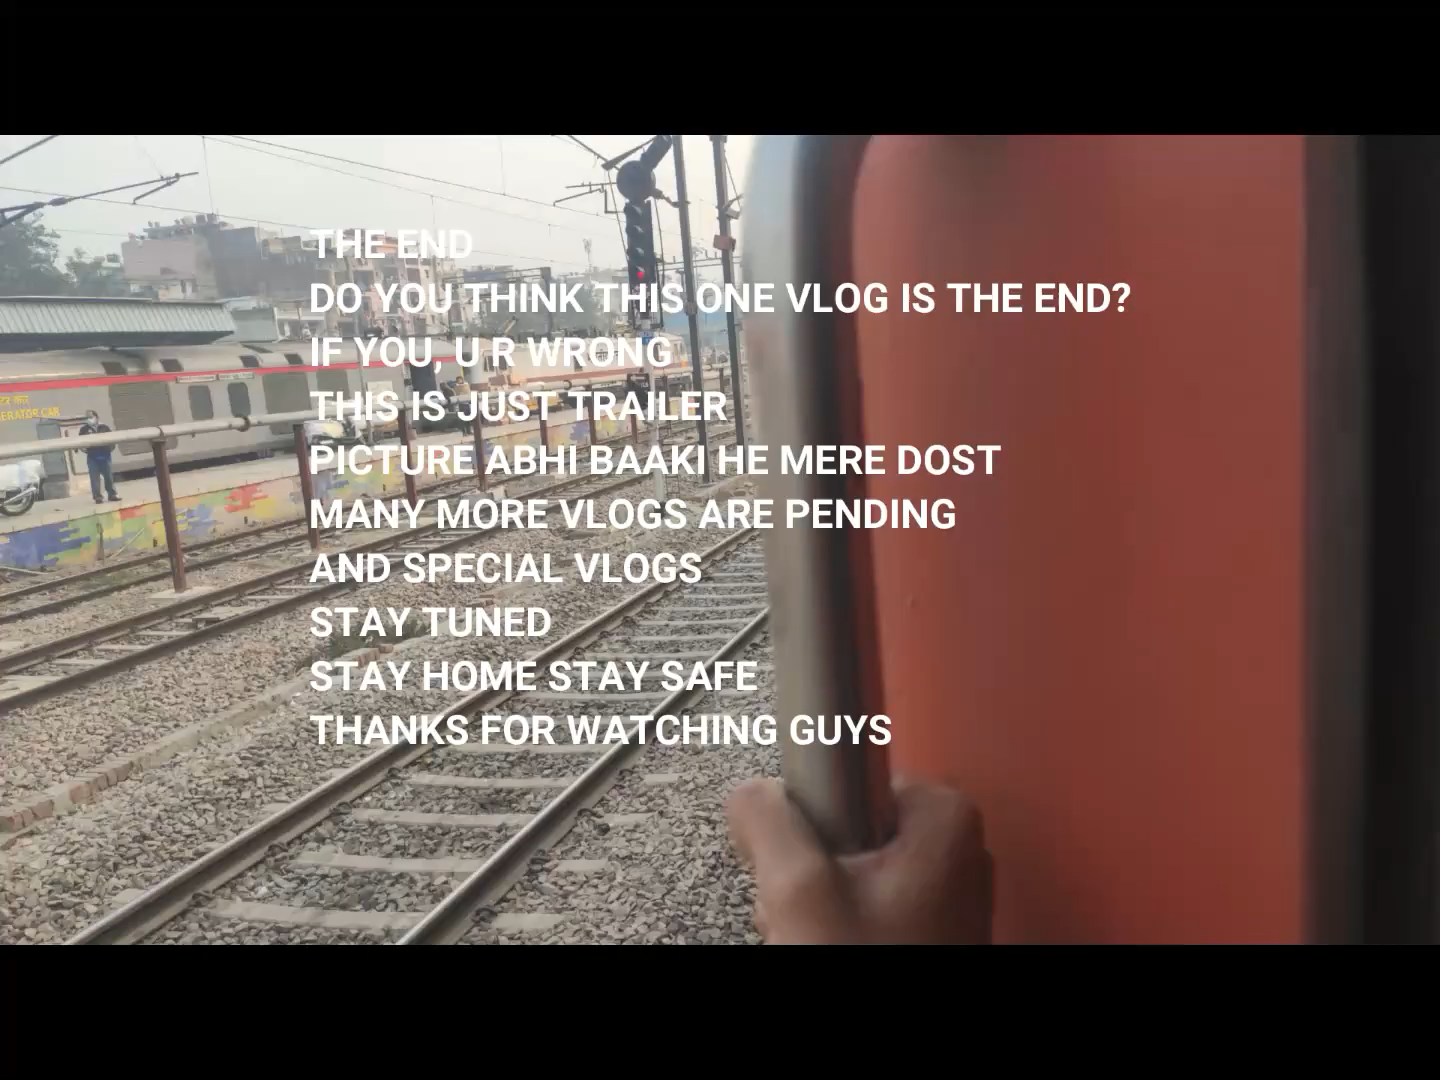 THE END
DO YOU THINK THIS ONE VLOG IS THE END?
IF YOU, U R WRONG
THIS IS JUST TRAILER
PICTURE ABHI BAAKI HE MERE DOST
MANY MORE VLOGS ARE PENDING
AND SPECIAL VLOGS
STAY TUNED
STAY HOME STAY SAFE
THANKS FOR WATCHING GUYS
ERATOR CAR